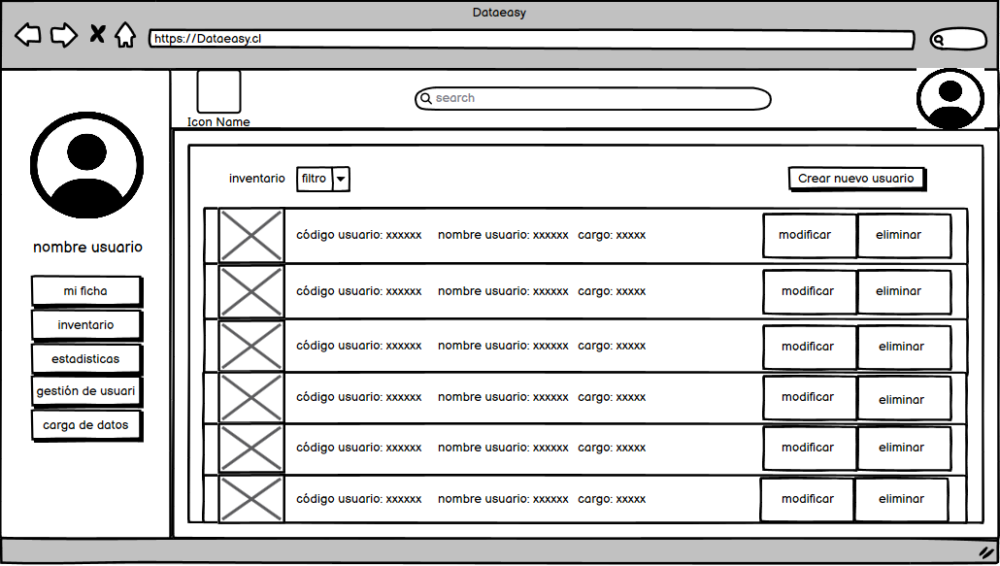 Dataeasy
https://Dataeasy.cl
search
Icon Name
nombre usuario
mi ficha
inventario
estadisticas
gestión de usuari
carga de datos
inventario filtro Crear nuevo usuario
código usuario: xxxxxx nombre usuario: xxxxxx cargo: xxxxx modificar eliminar
código usuario: xxxxxx nombre usuario: xxxxxx cargo: xxxxx modificar eliminar
código usuario: xxxxxx nombre usuario: xxxxxx cargo: xxxxx modificar eliminar
código usuario: xxxxxx nombre usuario: xxxxxx cargo: xxxxx modificar eliminar
código usuario: xxxxxx nombre usuario: xxxxxx cargo: xxxxx modificar eliminar
código usuario: xxxxxx nombre usuario: xxxxxx cargo: xxxxx modificar eliminar